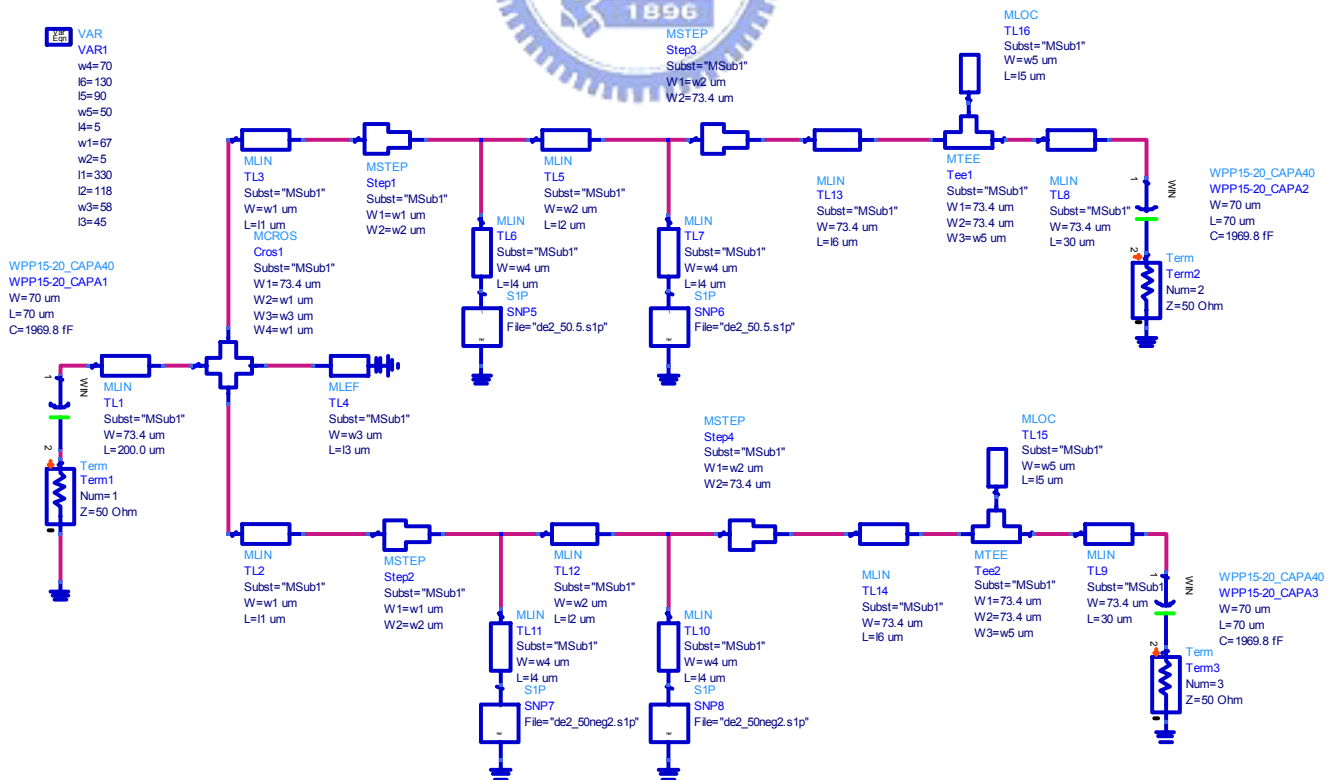 1896
Var
Eqn
VAR
VAR1
w4=70
l6=130
l5=90
w5=50
l4=5
w1=67
w2=5
l1=330
l2=118
w3=58
l3=45
MSTEP
Step3
Subst="MSub1"
W1=w2 um
W2=73.4 um
MLOC
TL16
Subst="MSub1"
W=w5 um
L=l5 um
MLIN
TL3
Subst="MSub1"
W=w1 um
L=l1 um
MSTEP
Step1
Subst="MSub1"
W1=w1 um
W2=w2 um
MLIN
TL5
Subst="MSub1"
W=w2 um
L=l2 um
MLIN
TL13
Subst="MSub1"
W=73.4 um
L=l6 um
MTEE
Tee1
Subst="MSub1"
W1=73.4 um
W2=73.4 um
W3=w5 um
MLIN
TL8
Subst="MSub1"
W=73.4 um
L=30 um
1
WIN
2
WPP15-20_CAPA40
WPP15-20_CAPA2
W=70 um
L=70 um
C=1969.8 fF
Term
Term2
Num=2
Z=50 Ohm
MLIN
TL6
Subst="MSub1"
W=w4 um
L=l4 um
S1P
SNP5
File="de2_50.5.s1p"
MLIN
TL7
Subst="MSub1"
W=w4 um
L=l4 um
S1P
SNP6
File="de2_50.5.s1p"
MCROS
Cros1
Subst="MSub1"
W1=73.4 um
W2=w1 um
W3=w3 um
W4=w1 um
WPP15-20_CAPA40
WPP15-20_CAPA1
W=70 um
L=70 um
C=1969.8 fF
1
WIN
2
MLIN
TL1
Subst="MSub1"
W=73.4 um
L=200.0 um
MLEF
TL4
Subst="MSub1"
W=w3 um
L=l3 um
Term
Term1
Num=1
Z=50 Ohm
MSTEP
Step4
Subst="MSub1"
W1=w2 um
W2=73.4 um
MLOC
TL15
Subst="MSub1"
W=w5 um
L=l5 um
MLIN
TL2
Subst="MSub1"
W=w1 um
L=l1 um
MSTEP
Step2
Subst="MSub1"
W1=w1 um
W2=w2 um
MLIN
TL12
Subst="MSub1"
W=w2 um
L=l2 um
MLIN
TL14
Subst="MSub1"
W=73.4 um
L=l6 um
MTEE
Tee2
Subst="MSub1"
W1=73.4 um
W2=73.4 um
W3=w5 um
MLIN
TL9
Subst="MSub1"
W=73.4 um
L=30 um
1
WIN
2
WPP15-20_CAPA40
WPP15-20_CAPA3
W=70 um
L=70 um
C=1969.8 fF
Term
Term3
Num=3
Z=50 Ohm
MLIN
TL11
Subst="MSub1"
W=w4 um
L=l4 um
S1P
SNP7
File="de2_50neg2.s1p"
MLIN
TL10
Subst="MSub1"
W=w4 um
L=l4 um
S1P
SNP8
File="de2_50neg2.s1p"